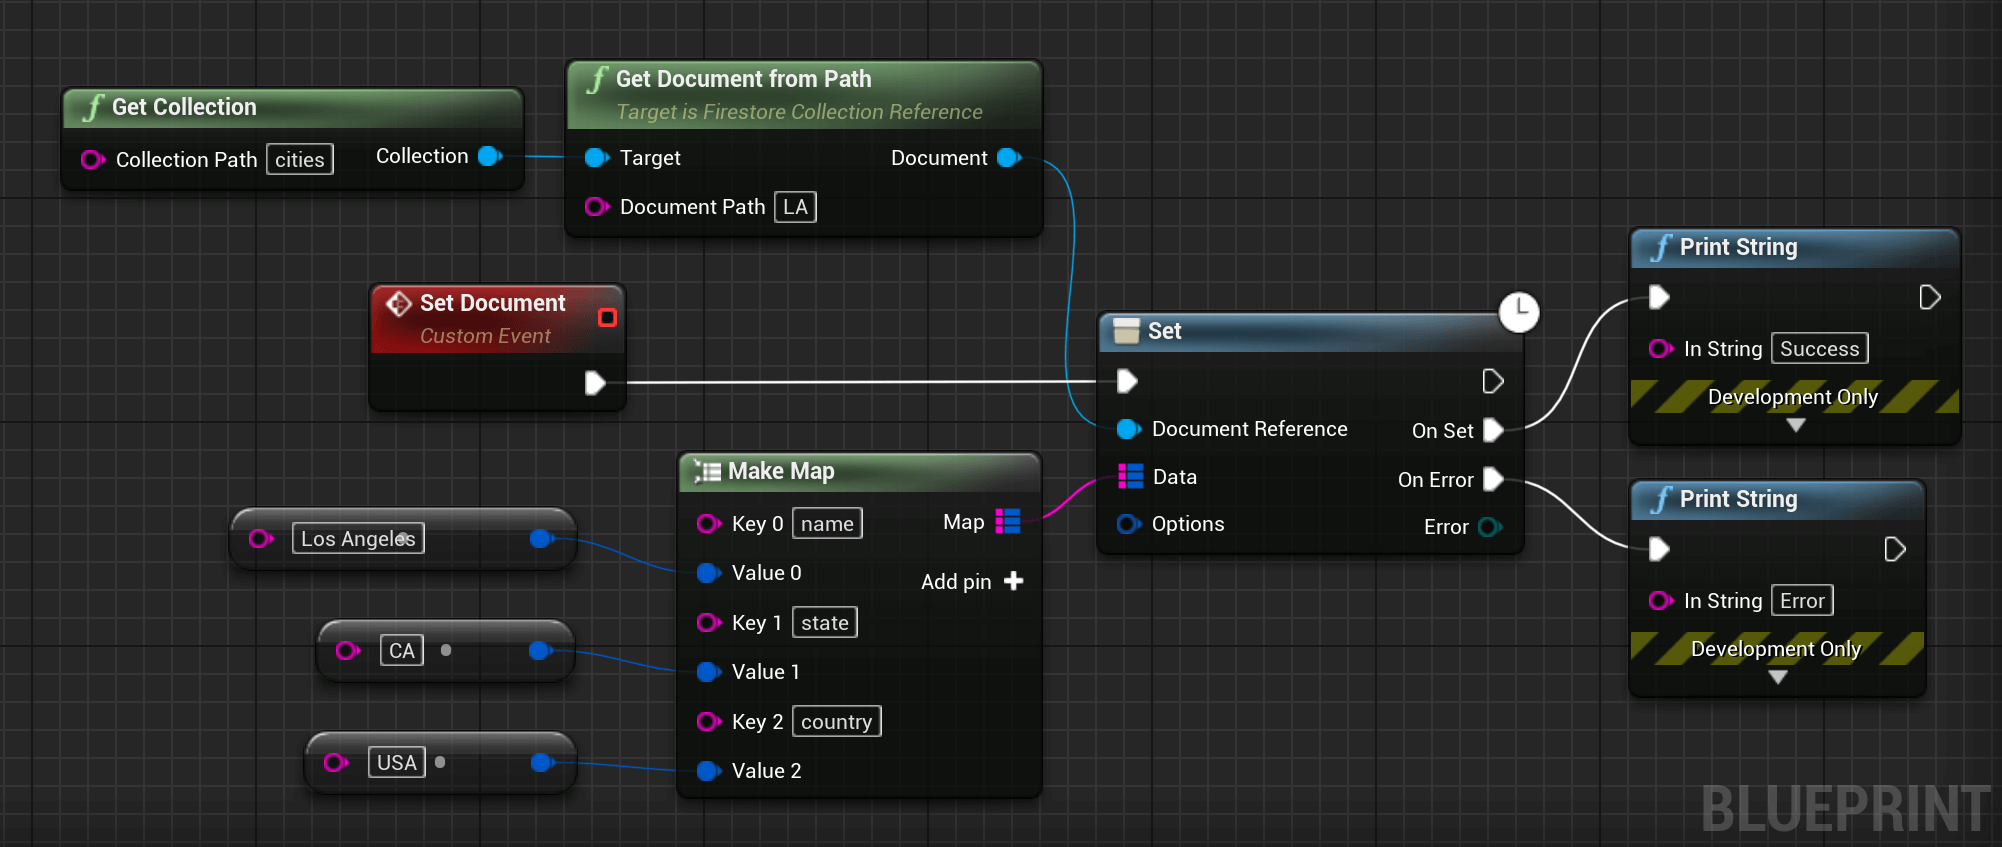 Get Collection
Collection Path cities
Collection
Get Document from Path
Target is Firestore Collection Reference
Target
Document
Document Path LA
Set Document
Custom Event
Set
Document Reference
On Set
Data
On Error
Options
Error
Make Map
Key 0 name
Map
Value 0
Add pin
Key 1 state
Value 1
Key 2 country
Value 2
Los Angeles
CA
USA
Print String
In String Success
Development Only
Print String
In String Error
Development Only
BLUEPRINT